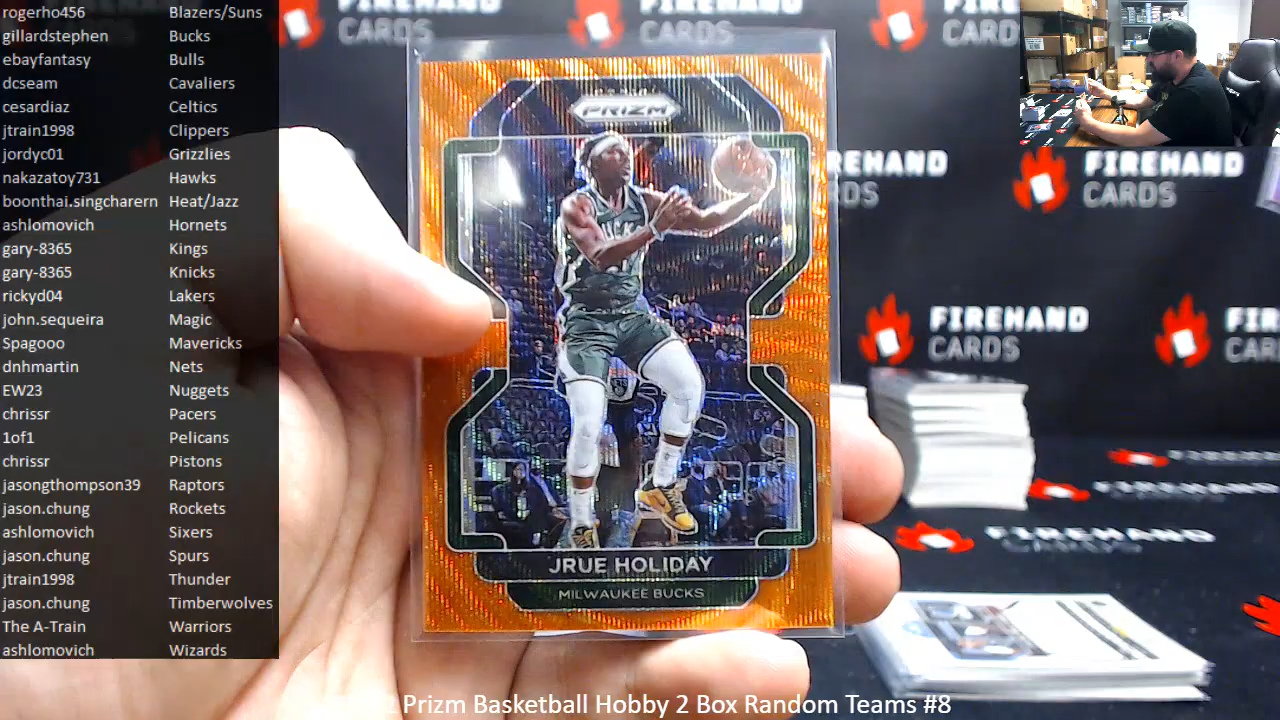 rogerho456 Blazers/Suns
gillardstephen Bucks
ebayfantasy Bulls
dcseam Cavaliers
cesardiaz Celtics
jtrain1998 Clippers
jordyc01 Grizzlies
nakazatoy731 Hawks
boonthai.singcharern Heat/Jazz
ashlomovich Hornets
gary-8365 Kings
gary-8365 Knicks
rickyd04 Lakers
john.sequeira Magic
Spagooo Mavericks
dnhmartin Nets
EW23 Nuggets
chrissr Pacers
1of1 Pelicans
chrissr Pistons
jasongthompson39 Raptors
jason.chung Rockets
ashlomovich Sixers
jason.chung Spurs
jtrain1998 Thunder
jason.chung Timberwolves
The A-Train Warriors
ashlomovich Wizards
CARDS
CARDS
PRIZM
BUCKS
JRUE HOLIDAY
MILWAUKEE BUCKS
FIREHAND
CARDS
FIREHAND
CARDS
Prizm Basketball Hobby 2 Box Random Teams #8